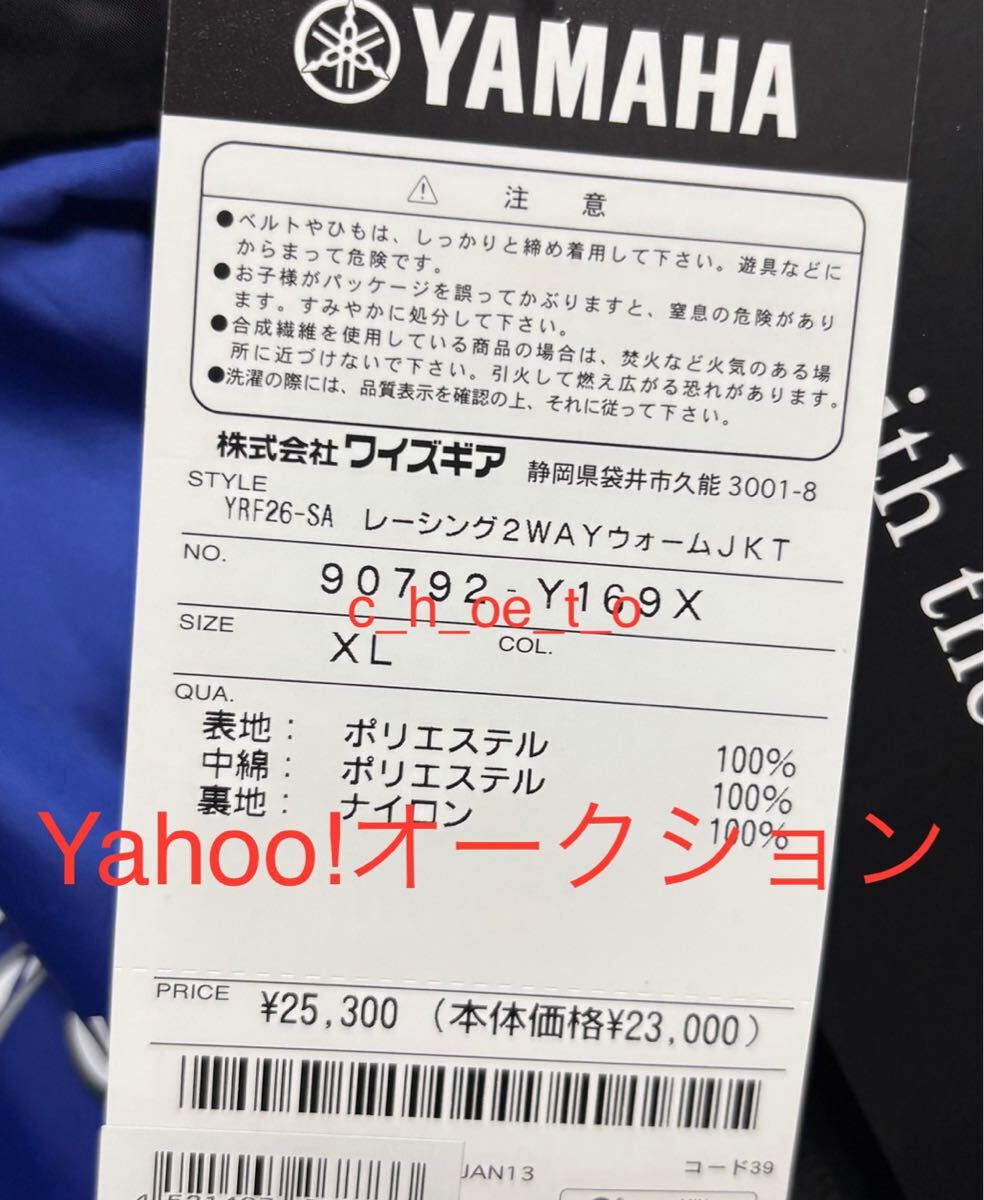 YAMAHA
注意
●ベルトやひもは、しっかりと締め着用して下さい。遊具などに
からまって危険です。
●お子様がパッケージを誤ってかぶりますと、窒息の危険があり
ます。すみやかに処分して下さい。
●合成繊維を使用している商品の場合は、焚火など火気のある場
所に近づけないで下さい。引火して燃え広がる恐れがあります。
●洗濯の際には、品質表示を確認の上、それに従って下さい。
株式会社ワイズギア 静岡県袋井市久能3001-8
STYLE
YRF26-SA レーシング2WAYウォームJKT
NO.
90792-Y169X
c_h_oe_t_o
SIZE
XL
COL.
QUA.
表地： ポリエステル 100%
中綿： ポリエステル 100%
裏地： ナイロン 100%
Yahoo!オークション
PRICE
¥25,300 (本体価格¥23,000)
JAN13
コード39
ith the